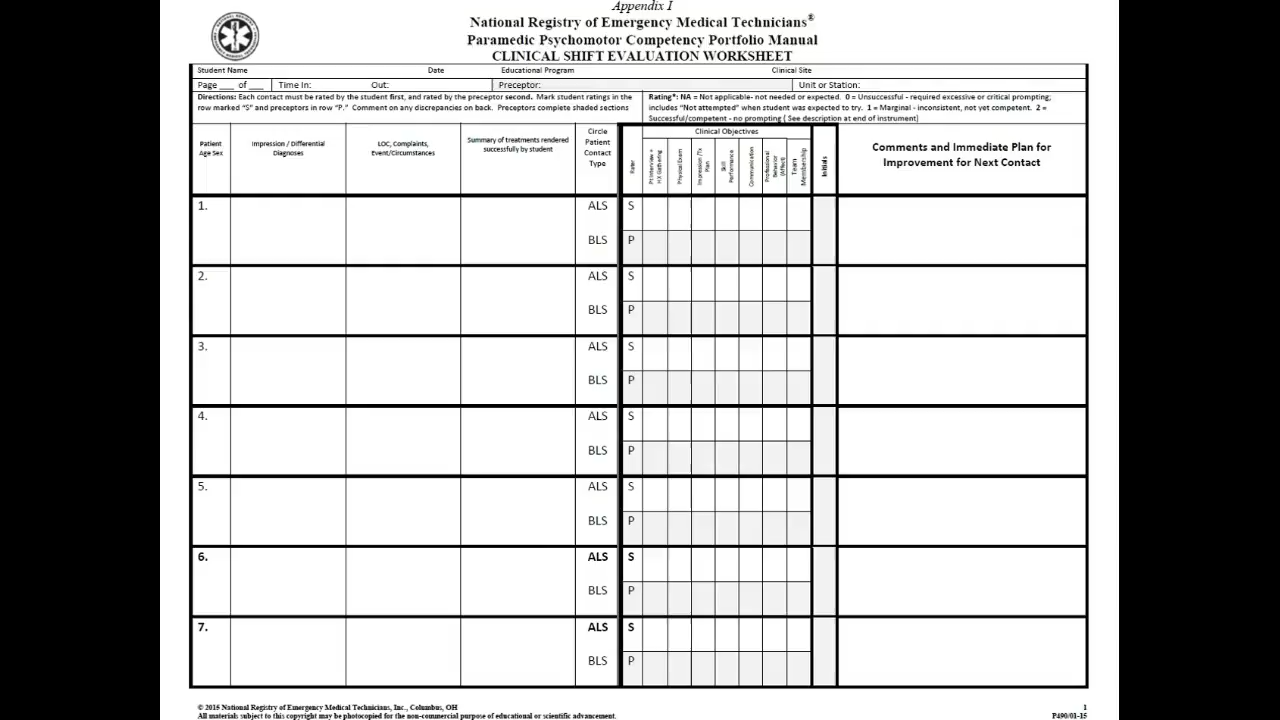 Appendix I
National Registry of Emergency Medical Technicians®
Paramedic Psychomotor Competency Portfolio Manual
CLINICAL SHIFT EVALUATION WORKSHEET
Student Name Date Educational Program Clinical Site
Page ___ of ___ Time In: Out: Preceptor: Unit or Station:
Directions: Each contact must be rated by the student first, and rated by the preceptor second. Mark student ratings in the
row marked "S" and preceptors in row "P." Comment on any discrepancies on back. Preceptors complete shaded sections
Rating*: NA = Not applicable- not needed or expected. 0 = Unsuccessful - required excessive or critical prompting;
includes "Not attempted" when student was expected to try. 1 = Marginal - inconsistent, not yet competent. 2 =
Successful/competent - no prompting ( See description at end of instrument)
Patient
Age Sex
Impression / Differential
Diagnoses
LOC, Complaints,
Event/Circumstances
Summary of treatments rendered
successfully by student
Circle
Patient
Contact
Type
Rater
Clinical Objectives
Pt Interview +
HX Gathering
Physical Exam
Impression /Tx
Plan
Skill
Performance
Communication
Professional
Behavior
(Affect)
Team
Membership
Initials
Comments and Immediate Plan for
Improvement for Next Contact
1. ALS S
BLS P
2. ALS S
BLS P
3. ALS S
BLS P
4. ALS S
BLS P
5. ALS S
BLS P
6. ALS S
BLS P
7. ALS S
BLS P
© 2015 National Registry of Emergency Medical Technicians, Inc., Columbus, OH 1
All materials subject to this copyright may be photocopied for the non-commercial purpose of educational or scientific advancement. P490/01-15